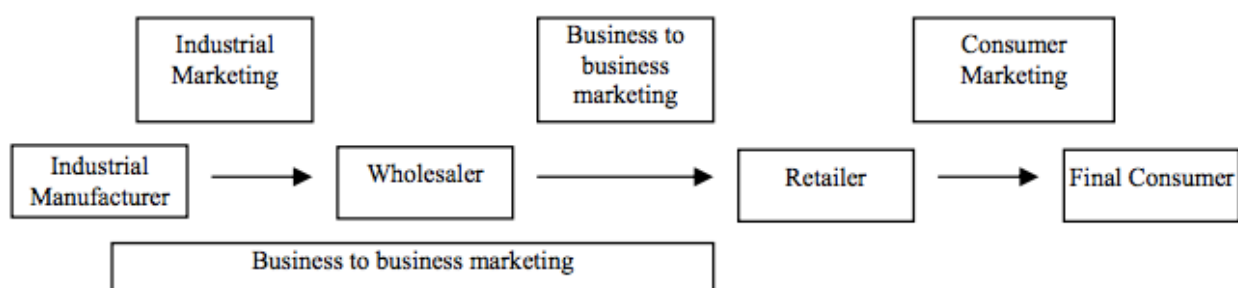 Industrial
Marketing
Business to
business
marketing
Consumer
Marketing
Industrial
Manufacturer
Wholesaler
Retailer
Final Consumer
Business to business marketing